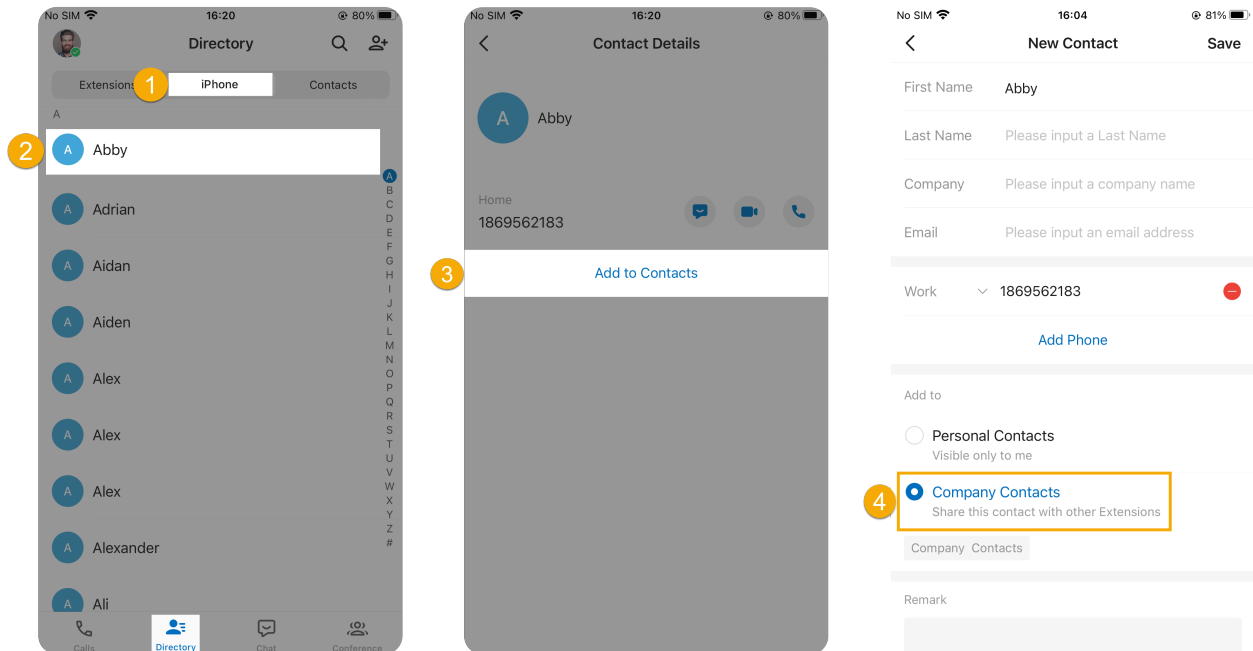 No SIM 16:20 80%
Directory
Extensions 1 iPhone Contacts
A
2 A Abby
A Adrian
A Aidan
A Aiden
A Alex
A Alex
A Alex
A Alexander
A Ali
A
B
C
D
E
F
G
H
I
J
K
L
M
N
O
P
Q
R
S
T
U
V
W
X
Y
Z
#
Calls Directory Chat Conference
No SIM 16:20 80%
Contact Details
A Abby
Home
1869562183
3 Add to Contacts
No SIM 16:04 81%
New Contact Save
First Name Abby
Last Name Please input a Last Name
Company Please input a company name
Email Please input an email address
Work 1869562183
Add Phone
Add to
Personal Contacts
Visible only to me
4 Company Contacts
Share this contact with other Extensions
Company Contacts
Remark